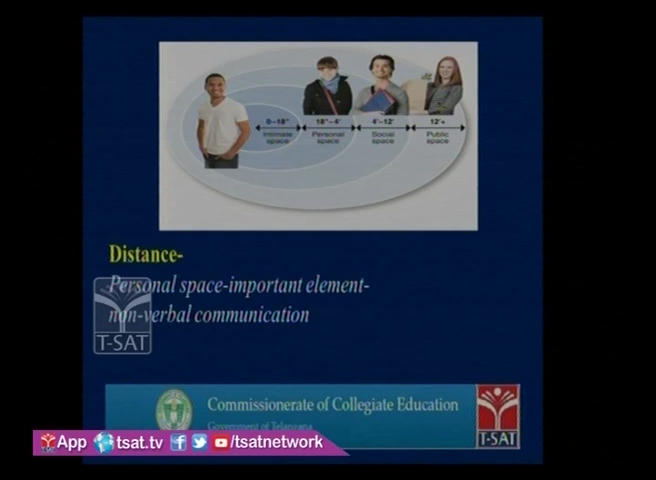 0–18" 18"–4' 4'–12' 12'+
Intimate space Personal space Social space Public space
Distance-
Personal space-important element-
non-verbal communication
T-SAT
Commissionerate of Collegiate Education
Government of Telangana
T-SAT
App tsat.tv /tsatnetwork